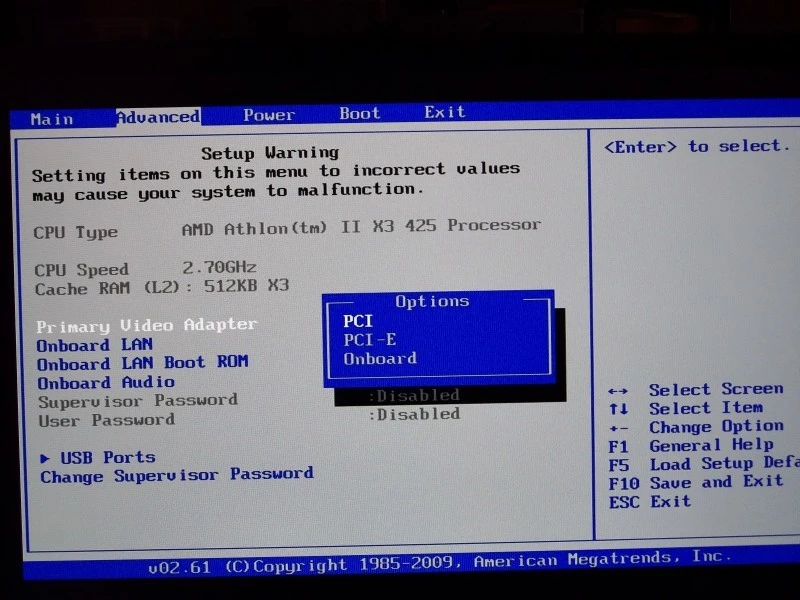 Main Advanced Power Boot Exit
Setup Warning
Setting items on this menu to incorrect values
may cause your system to malfunction.
CPU Type AMD Athlon(tm) II X3 425 Processor
CPU Speed 2.70GHz
Cache RAM (L2): 512KB X3
Primary Video Adapter
Onboard LAN
Onboard LAN Boot ROM
Onboard Audio
Supervisor Password :Disabled
User Password :Disabled
► USB Ports
Change Supervisor Password
Options
PCI
PCI-E
Onboard
<Enter> to select.
←→ Select Screen
↑↓ Select Item
+- Change Option
F1 General Help
F5 Load Setup Defa
F10 Save and Exit
ESC Exit
v02.61 (C)Copyright 1985-2009, American Megatrends, Inc.